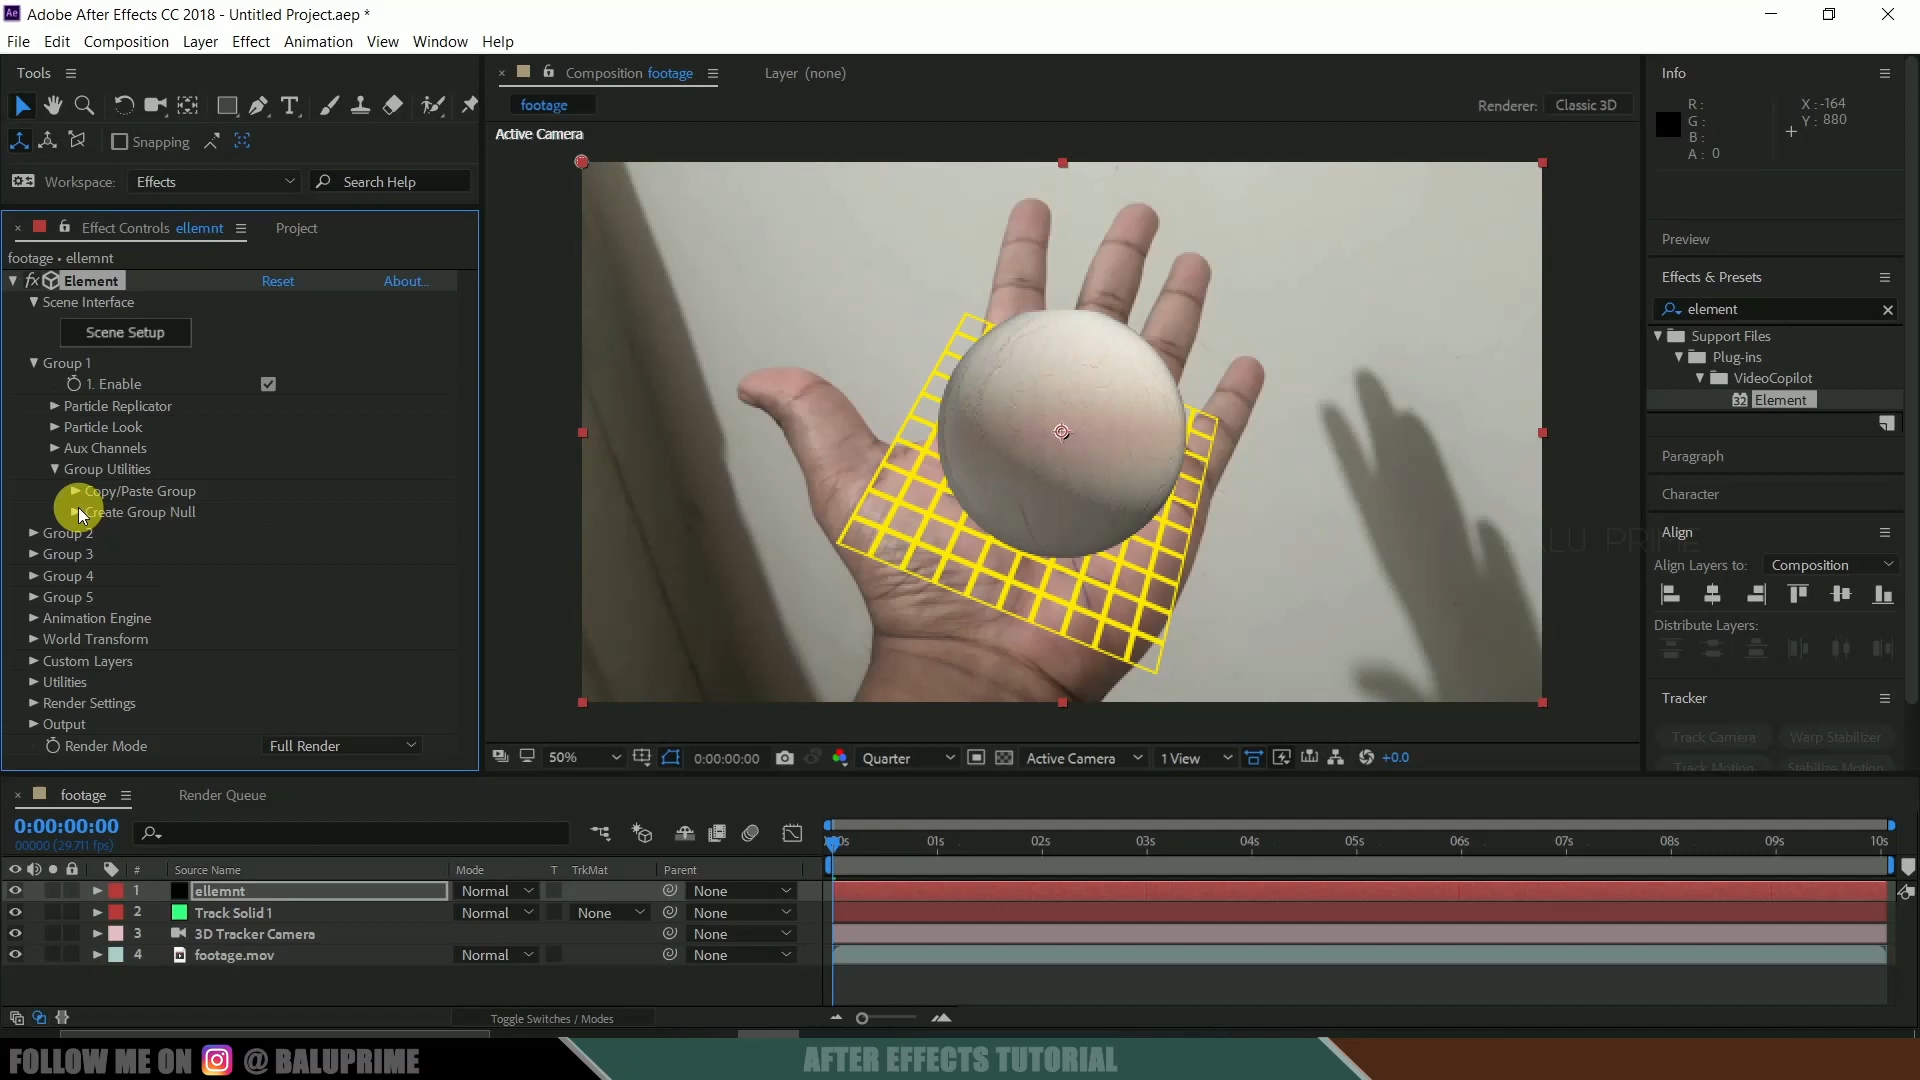 Adobe After Effects CC 2018 - Untitled Project.aep *
File Edit Composition Layer Effect Animation View Window Help
Tools
Snapping
Workspace: Effects Search Help
Effect Controls ellemnt Project
footage • ellemnt
fx Element Reset About...
Scene Interface
Scene Setup
Group 1
1. Enable
Particle Replicator
Particle Look
Aux Channels
Group Utilities
Copy/Paste Group
Create Group Null
Group 2
Group 3
Group 4
Group 5
Animation Engine
World Transform
Custom Layers
Utilities
Render Settings
Output
Render Mode Full Render
Composition footage Layer (none)
footage
Renderer: Classic 3D
Active Camera
BALU PRIME
50% 0:00:00:00 Quarter Active Camera 1 View +0.0
Info
R: X: -164
G: Y: 880
B:
A: 0
Preview
Effects & Presets
element
Support Files
Plug-ins
VideoCopilot
32 Element
Paragraph
Character
Align
Align Layers to: Composition
Distribute Layers:
Tracker
Track Camera Warp Stabilizer
Track Motion Stabilize Motion
footage Render Queue
0:00:00:00
00000 (29.711 fps)
00s 01s 02s 03s 04s 05s 06s 07s 08s 09s 10s
# Source Name Mode T TrkMat Parent
1 ellemnt Normal None
2 Track Solid 1 Normal None None
3 3D Tracker Camera None
4 footage.mov Normal None
Toggle Switches / Modes
FOLLOW ME ON @ BALUPRIME
AFTER EFFECTS TUTORIAL